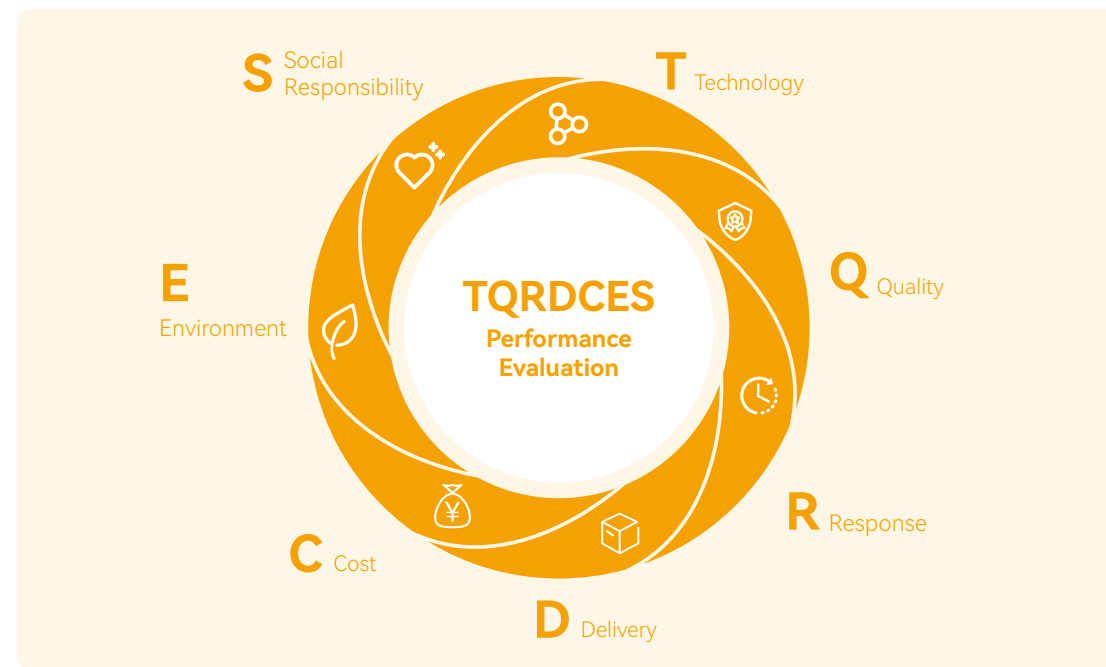 S Social
Responsibility
T Technology
E
Environment
TQRDCES
Performance
Evaluation
Q Quality
R Response
¥
C Cost
D Delivery